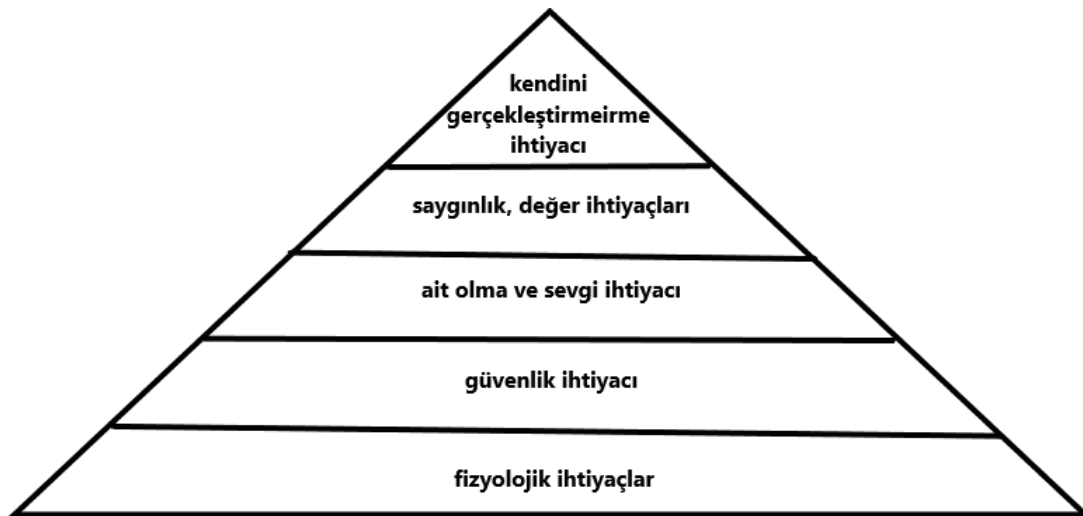 kendini
gerçekleştirmeirme
ihtiyacı
saygınlık, değer ihtiyaçları
ait olma ve sevgi ihtiyacı
güvenlik ihtiyacı
fizyolojik ihtiyaçlar